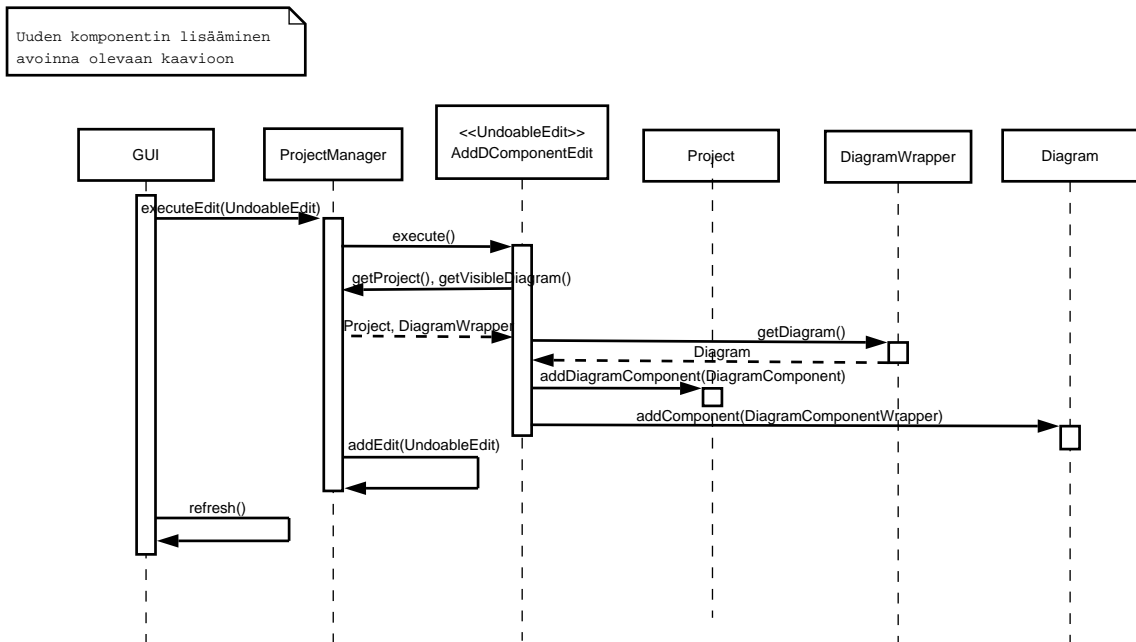 Uuden komponentin lisääminen
avoinna olevaan kaavioon
GUI
ProjectManager
<<UndoableEdit>>
AddDComponentEdit
Project
DiagramWrapper
Diagram
executeEdit(UndoableEdit)
execute()
getProject(), getVisibleDiagram()
Project, DiagramWrapper
getDiagram()
Diagram
addDiagramComponent(DiagramComponent)
addComponent(DiagramComponentWrapper)
addEdit(UndoableEdit)
refresh()